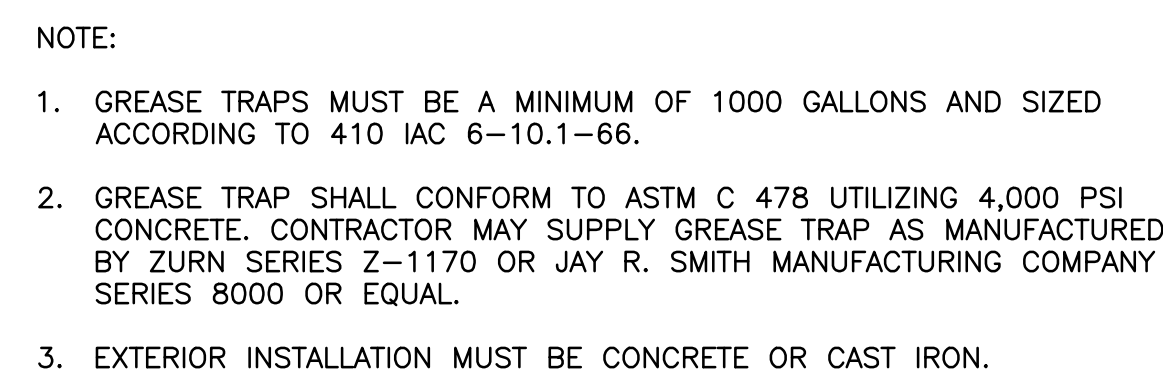 NOTE:
1. GREASE TRAPS MUST BE A MINIMUM OF 1000 GALLONS AND SIZED
ACCORDING TO 410 IAC 6-10.1-66.
2. GREASE TRAP SHALL CONFORM TO ASTM C 478 UTILIZING 4,000 PSI
CONCRETE. CONTRACTOR MAY SUPPLY GREASE TRAP AS MANUFACTURED
BY ZURN SERIES Z-1170 OR JAY R. SMITH MANUFACTURING COMPANY
SERIES 8000 OR EQUAL.
3. EXTERIOR INSTALLATION MUST BE CONCRETE OR CAST IRON.